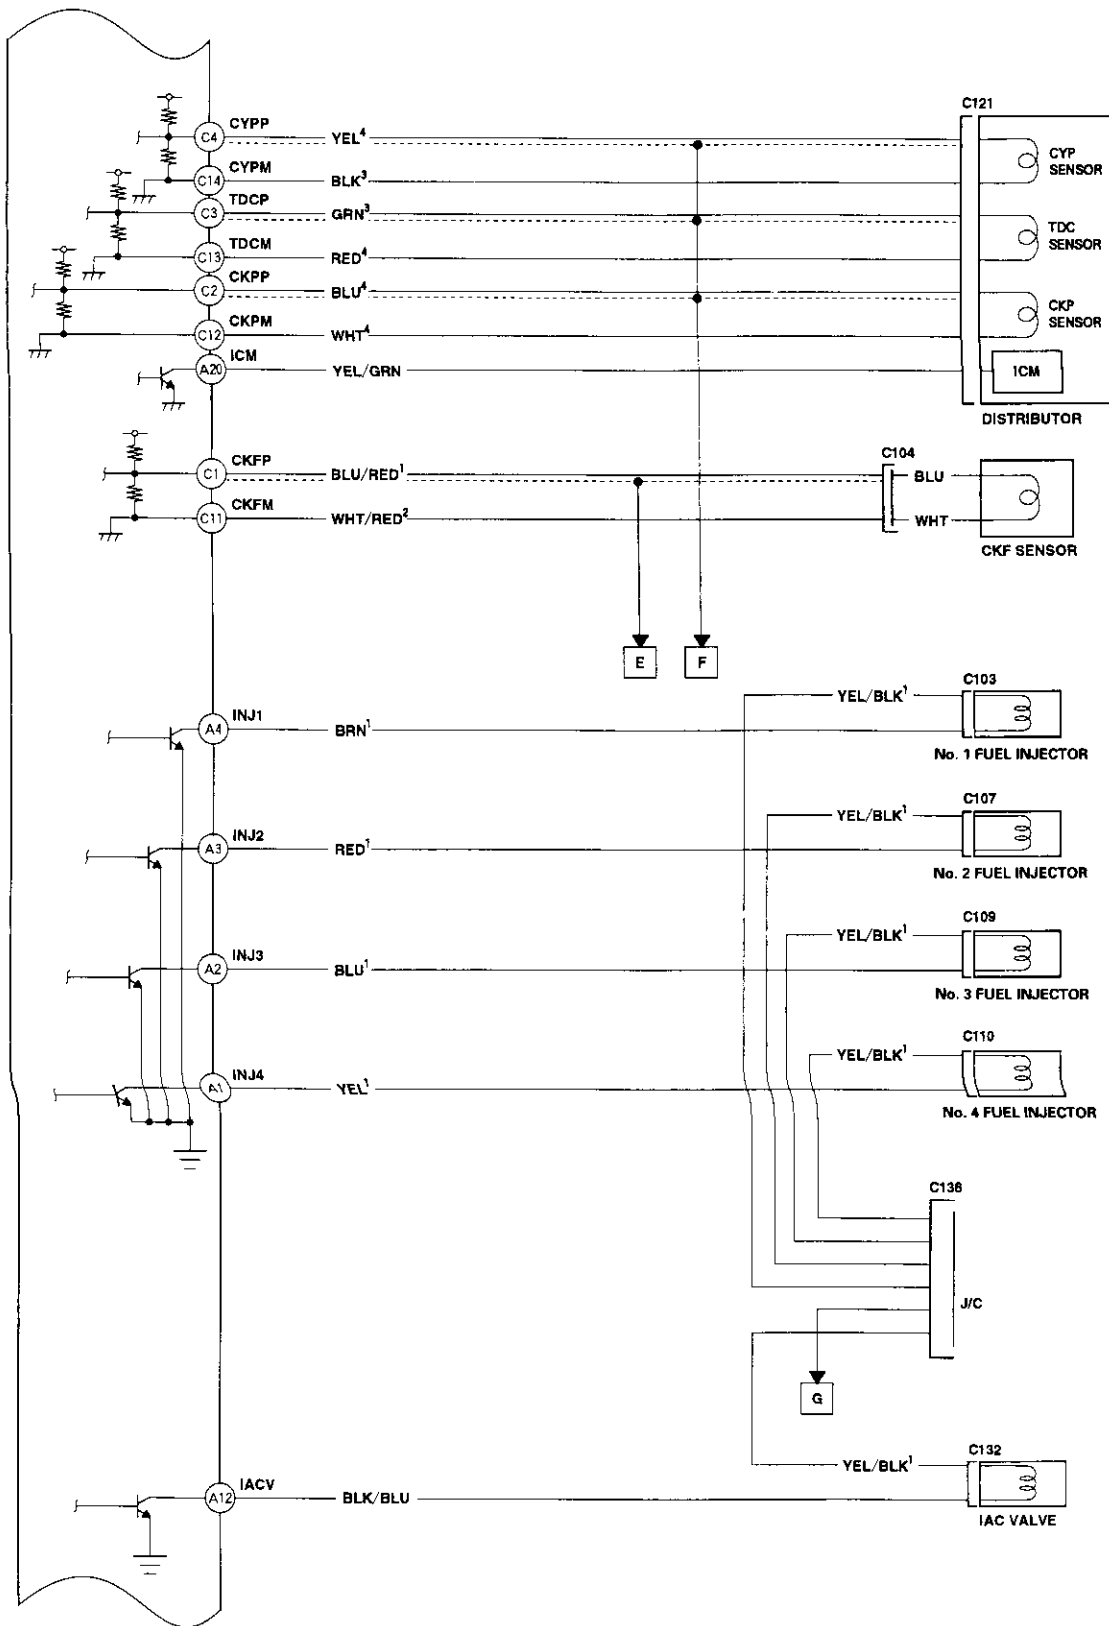 C121
CYPP
C4
YEL⁴
CYP SENSOR
CYPM
C14
BLK³
TDCP
C3
GRN³
TDC SENSOR
TDCM
C13
RED⁴
CKPP
C2
BLU⁴
CKP SENSOR
CKPM
C12
WHT⁴
ICM
A20
YEL/GRN
ICM
DISTRIBUTOR
C104
CKFP
C1
BLU/RED¹
BLU
CKFM
C11
WHT/RED²
WHT
CKF SENSOR
E
F
C103
YEL/BLK¹
INJ1
A4
BRN¹
No. 1 FUEL INJECTOR
C107
YEL/BLK¹
INJ2
A3
RED¹
No. 2 FUEL INJECTOR
C109
YEL/BLK¹
INJ3
A2
BLU¹
No. 3 FUEL INJECTOR
C110
YEL/BLK¹
INJ4
A1
YEL¹
No. 4 FUEL INJECTOR
C136
J/C
G
C132
YEL/BLK¹
IACV
A12
BLK/BLU
IAC VALVE